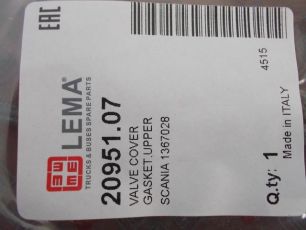 EAC
LEMA®
TRUCKS & BUSES SPARE PARTS
20951.07
VALVE COVER
GASKET.UPPER
SCANIA 1367028
4515
Q.ty: 1
Made in ITALY